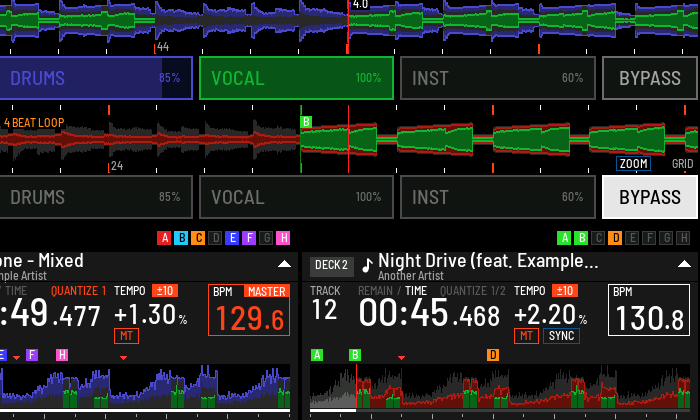 4.0
44
DRUMS 85% VOCAL 100% INST 60% BYPASS
4 BEAT LOOP B
24 ZOOM GRID
DRUMS 85% VOCAL 100% INST 60% BYPASS
A B C D E F G H A B C D E F G H
one - Mixed
mple Artist
DECK 2 Night Drive (feat. Example...
Another Artist
/ TIME QUANTIZE 1 TEMPO ±10 BPM MASTER
:49.477 +1.30% 129.6
MT
TRACK REMAIN / TIME QUANTIZE 1/2 TEMPO ±10 BPM
12 00:45.468 +2.20% 130.8
MT SYNC
E F H A B D